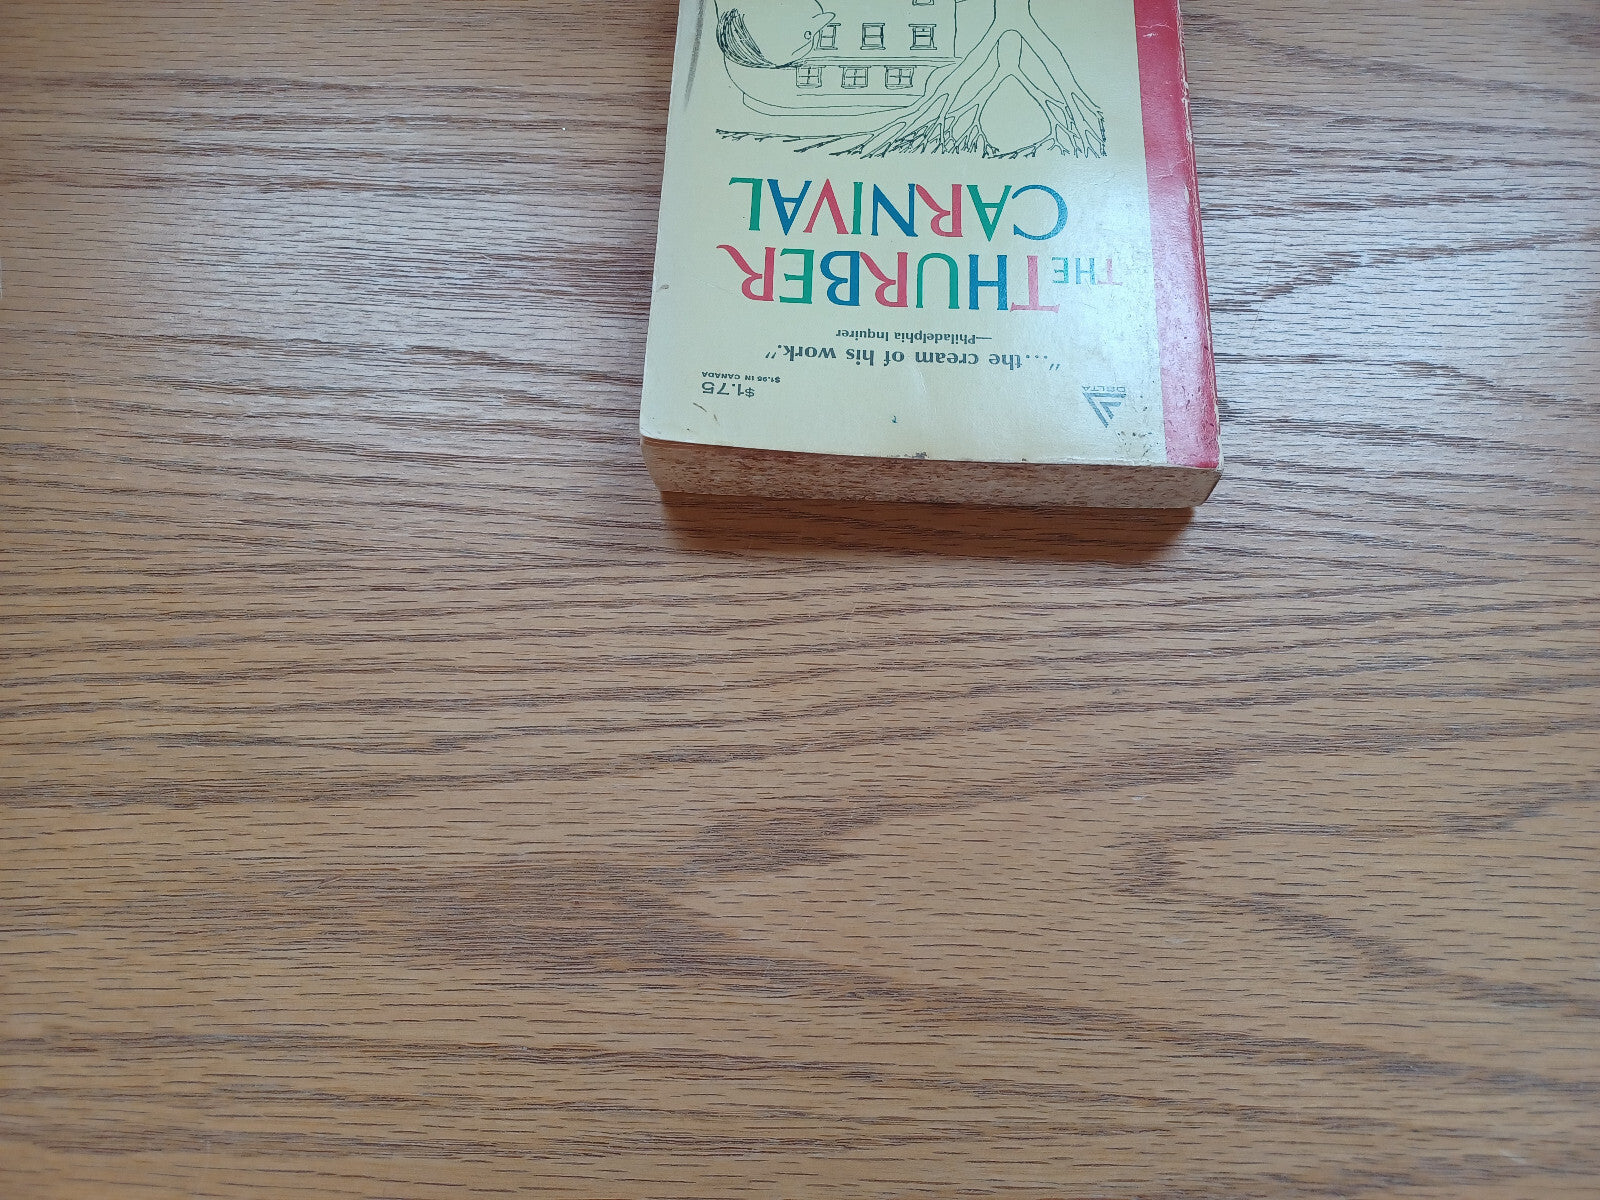 DELTA
$1.75
$1.95 IN CANADA
"...the cream of his work."
—Philadelphia Inquirer
THE THURBER
CARNIVAL